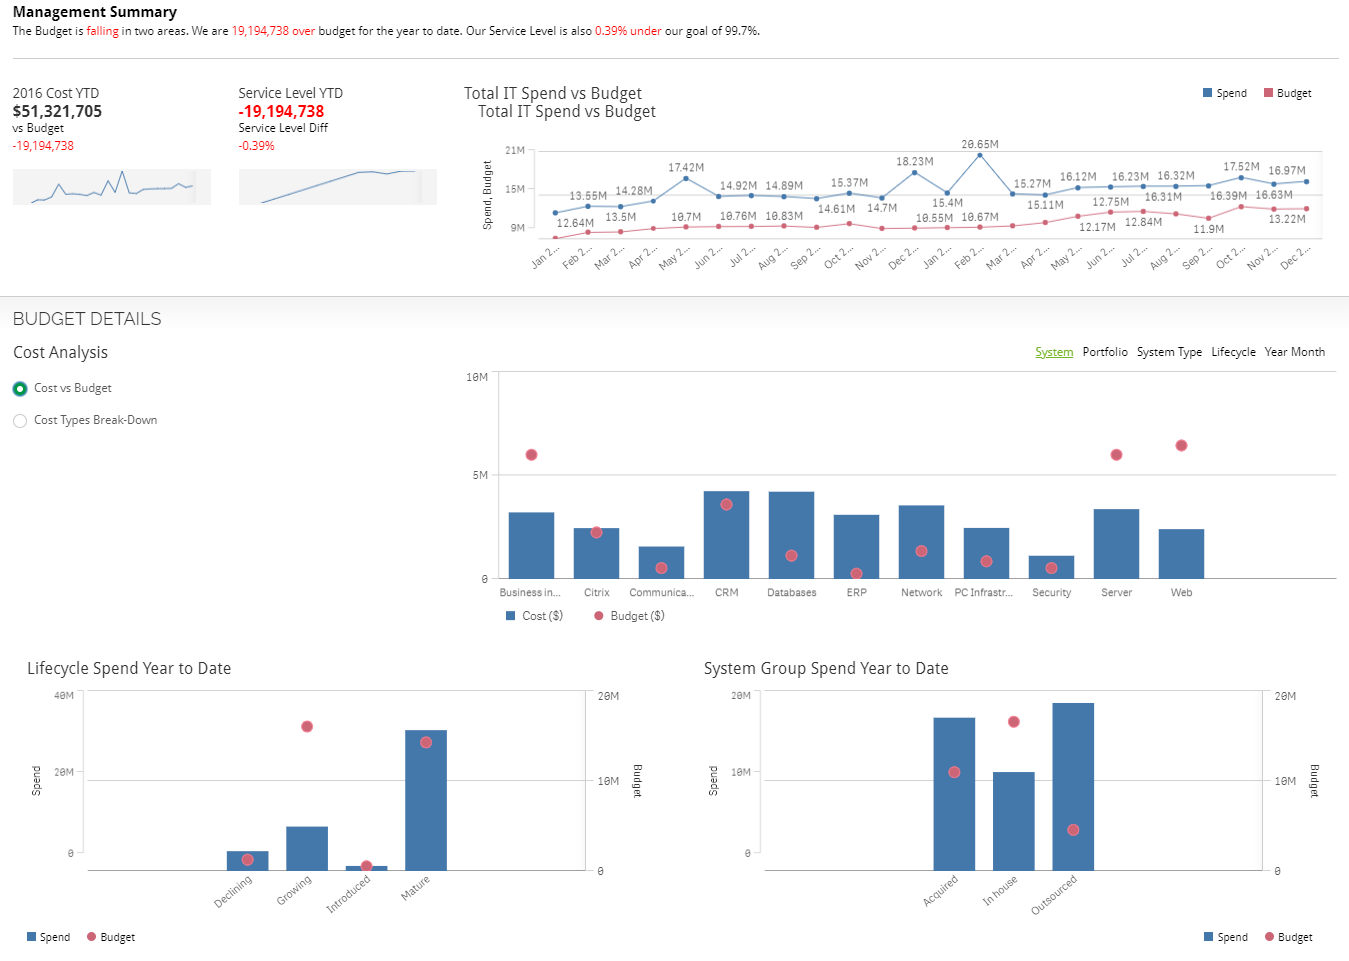 Management Summary
The Budget is falling in two areas. We are 19,194,738 over budget for the year to date. Our Service Level is also 0.39% under our goal of 99.7%.
2016 Cost YTD
$51,321,705
vs Budget
-19,194,738
Service Level YTD
-19,194,738
Service Level Diff
-0.39%
Total IT Spend vs Budget
Total IT Spend vs Budget
Spend Budget
Spend, Budget
21M
15M
9M
13.55M 14.28M 17.42M 14.92M 14.89M 15.37M 18.23M 20.65M 15.27M 16.12M 16.23M 16.32M 17.52M 16.97M
14.61M 14.7M 15.4M 15.11M 16.31M 16.39M 16.63M
12.64M 13.5M 10.7M 10.76M 10.83M 10.55M 10.67M 12.75M
12.17M 12.84M 11.9M 13.22M
Jan 2... Feb 2... Mar 2... Apr 2... May 2... Jun 2... Jul 2... Aug 2... Sep 2... Oct 2... Nov 2... Dec 2... Jan 2... Feb 2... Mar 2... Apr 2... May 2... Jun 2... Jul 2... Aug 2... Sep 2... Oct 2... Nov 2... Dec 2...
BUDGET DETAILS
Cost Analysis
Cost vs Budget
Cost Types Break-Down
System Portfolio System Type Lifecycle Year Month
10M
5M
0
Business in... Citrix Communica... CRM Databases ERP Network PC Infrastr... Security Server Web
Cost ($) Budget ($)
Lifecycle Spend Year to Date
Spend
40M
20M
0
20M
10M
0
Budget
Declining Growing Introduced Mature
Spend Budget
System Group Spend Year to Date
Spend
20M
10M
0
20M
10M
0
Budget
Acquired In house Outsourced
Spend Budget